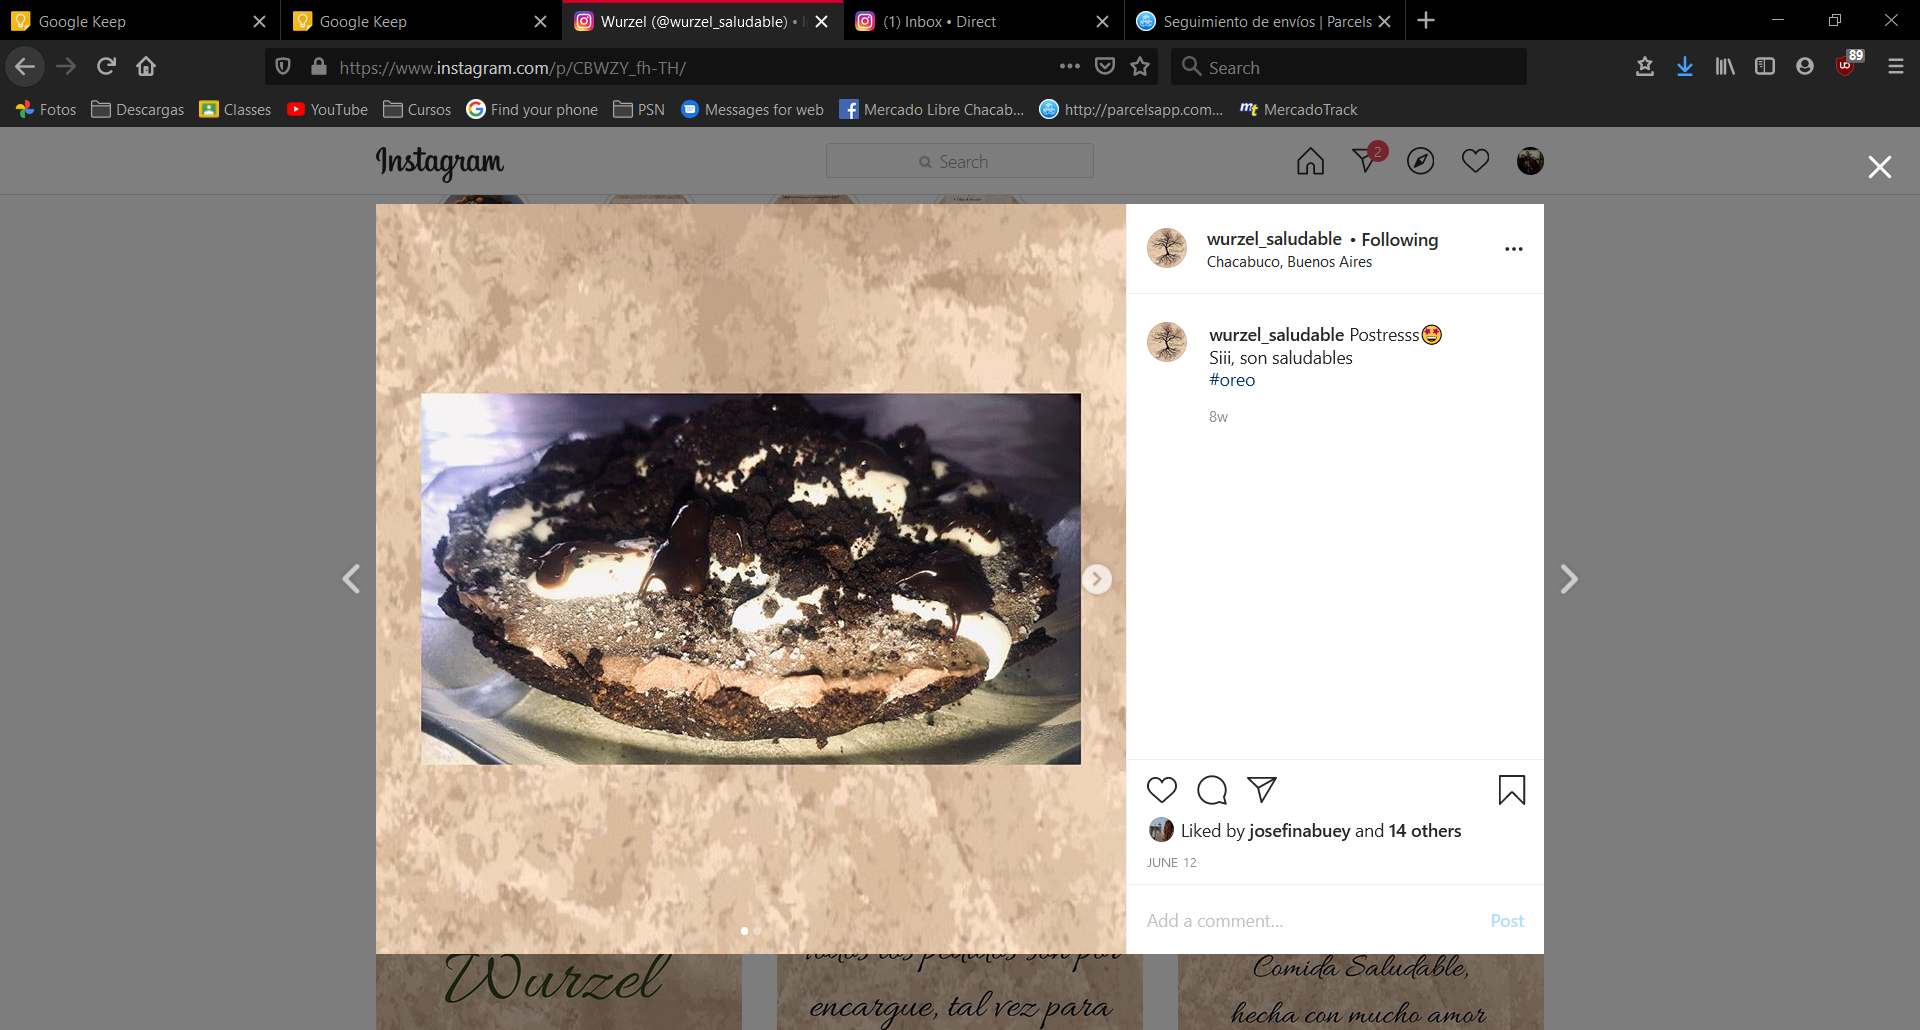 Google Keep
Google Keep
Wurzel (@wurzel_saludable) •
(1) Inbox • Direct
Seguimiento de envíos | Parcels
https://www.instagram.com/p/CBWZY_fh-TH/
Search
89
Fotos
Descargas
Classes
YouTube
Cursos
Find your phone
PSN
Messages for web
Mercado Libre Chacab...
http://parcelsapp.com...
MercadoTrack
Instagram
Search
2
wurzel_saludable • Following
Chacabuco, Buenos Aires
wurzel_saludable Postresss🤩
Siii, son saludables
#oreo
8w
Liked by josefinabuey and 14 others
JUNE 12
Add a comment...
Post
Wurzel
todos los pedidos son por
encargue, tal vez para
Comida Saludable,
hecha con mucho amor